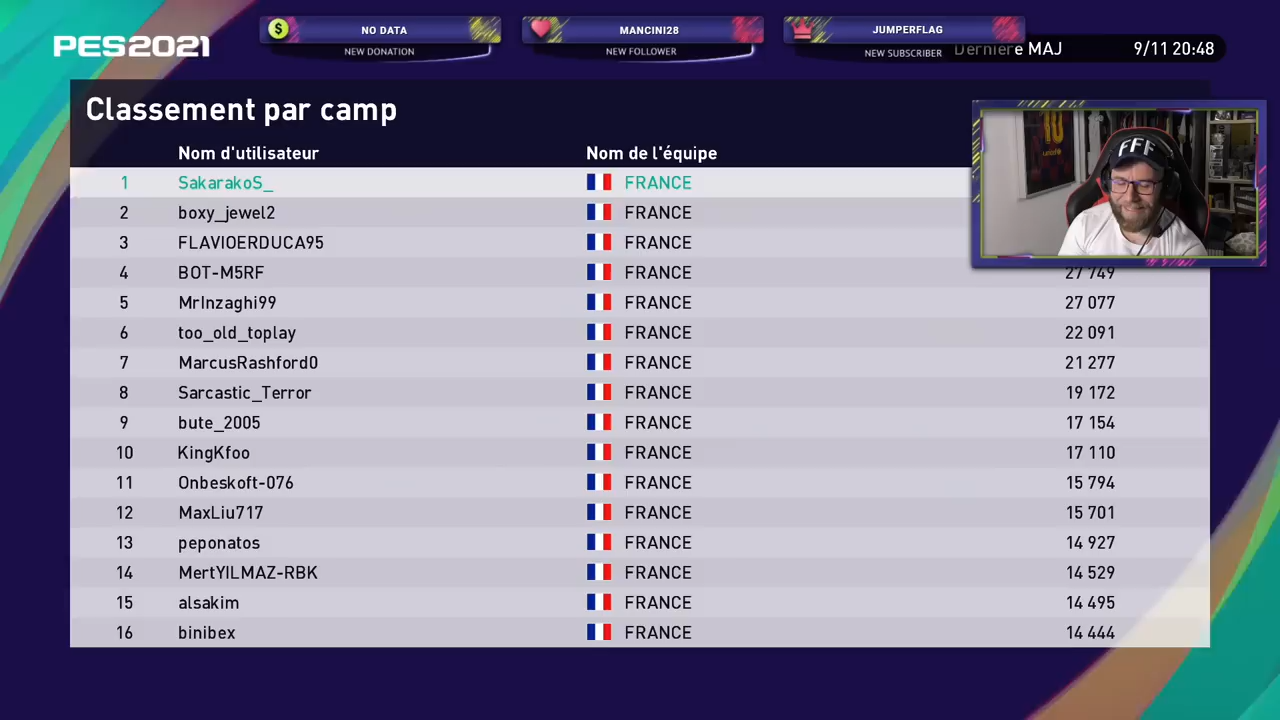 PES2021
NO DATA
NEW DONATION
MANCINI28
NEW FOLLOWER
JUMPERFLAG
NEW SUBSCRIBER
Dernière MAJ 9/11 20:48
Classement par camp
Nom d'utilisateur Nom de l'équipe
1 SakarakoS_ FRANCE
2 boxy_jewel2 FRANCE
3 FLAVIOERDUCA95 FRANCE
4 BOT-M5RF FRANCE 27 749
5 MrInzaghi99 FRANCE 27 077
6 too_old_toplay FRANCE 22 091
7 MarcusRashford0 FRANCE 21 277
8 Sarcastic_Terror FRANCE 19 172
9 bute_2005 FRANCE 17 154
10 KingKfoo FRANCE 17 110
11 Onbeskoft-076 FRANCE 15 794
12 MaxLiu717 FRANCE 15 701
13 peponatos FRANCE 14 927
14 MertYILMAZ-RBK FRANCE 14 529
15 alsakim FRANCE 14 495
16 binibex FRANCE 14 444
FFF
10
unicef